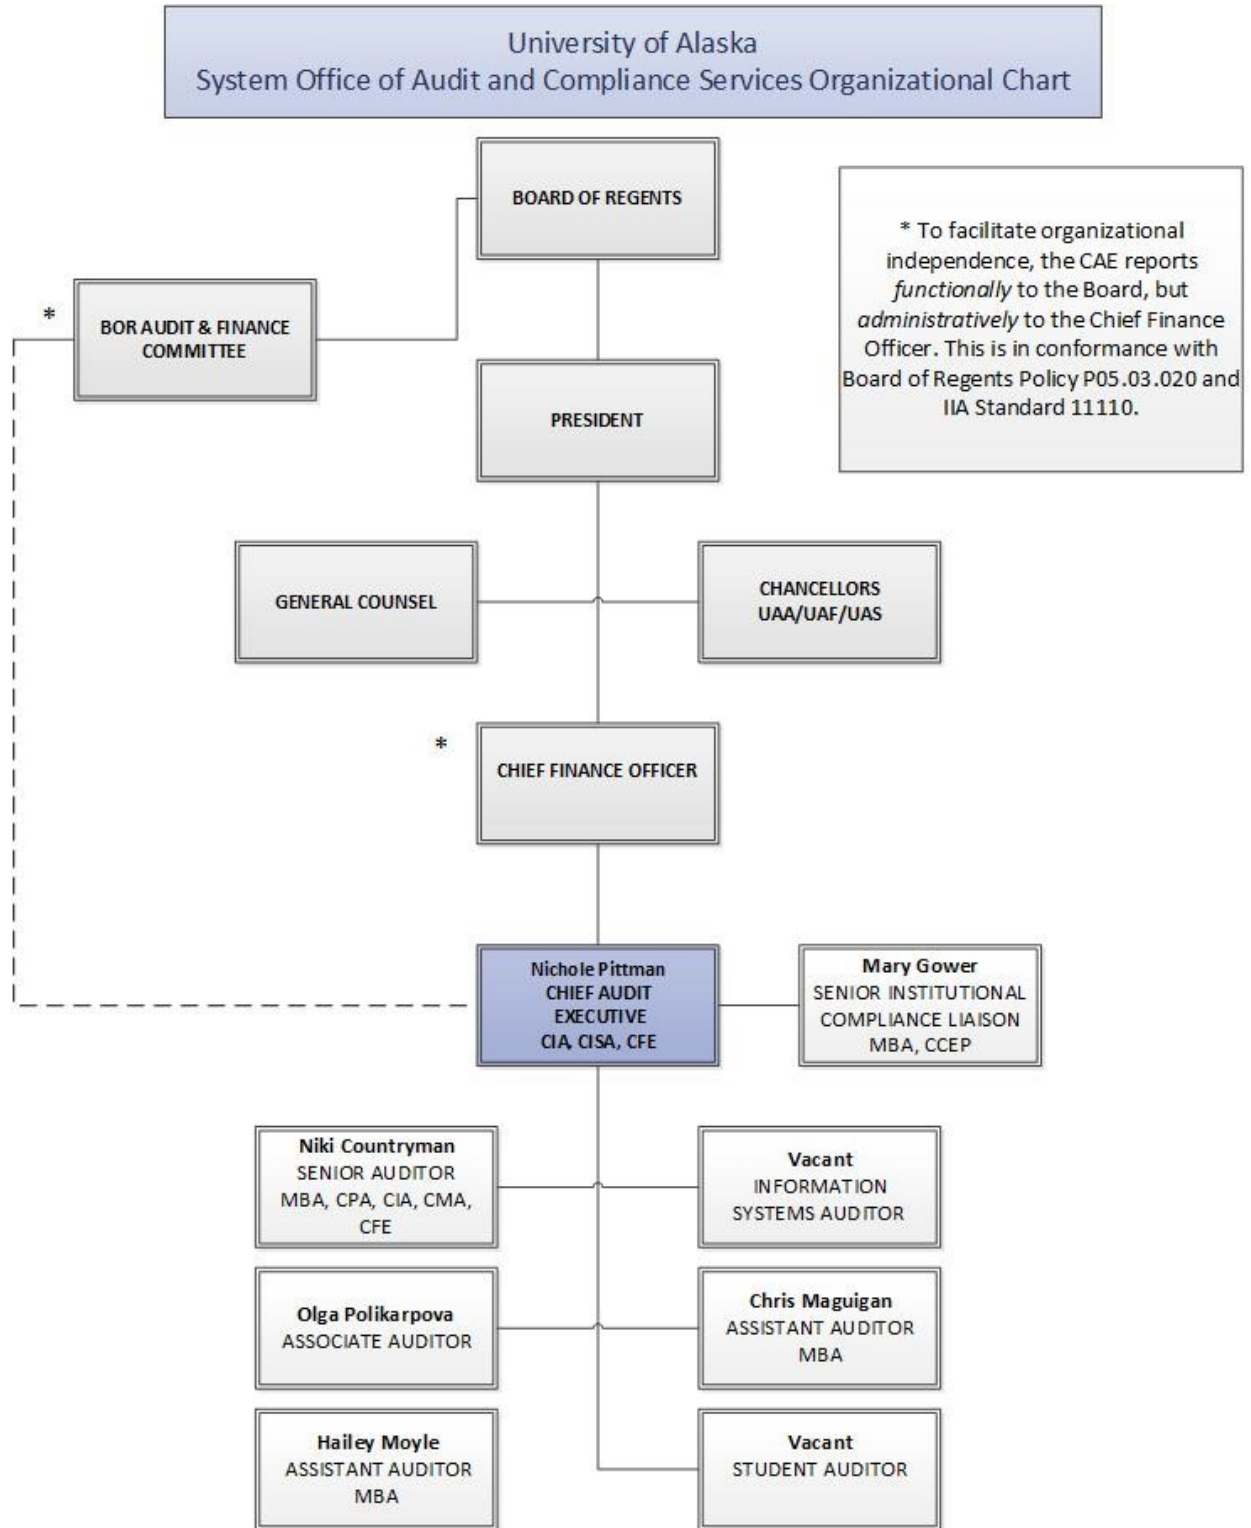 University of Alaska
System Office of Audit and Compliance Services Organizational Chart
BOARD OF REGENTS
* To facilitate organizational
independence, the CAE reports
functionally to the Board, but
administratively to the Chief Finance
Officer. This is in conformance with
Board of Regents Policy P05.03.020 and
IIA Standard 11110.
*
BOR AUDIT & FINANCE
COMMITTEE
PRESIDENT
GENERAL COUNSEL
CHANCELLORS
UAA/UAF/UAS
*
CHIEF FINANCE OFFICER
Nichole Pittman
CHIEF AUDIT
EXECUTIVE
CIA, CISA, CFE
Mary Gower
SENIOR INSTITUTIONAL
COMPLIANCE LIAISON
MBA, CCEP
Niki Countryman
SENIOR AUDITOR
MBA, CPA, CIA, CMA,
CFE
Vacant
INFORMATION
SYSTEMS AUDITOR
Olga Polikarpova
ASSOCIATE AUDITOR
Chris Maguigan
ASSISTANT AUDITOR
MBA
Hailey Moyle
ASSISTANT AUDITOR
MBA
Vacant
STUDENT AUDITOR